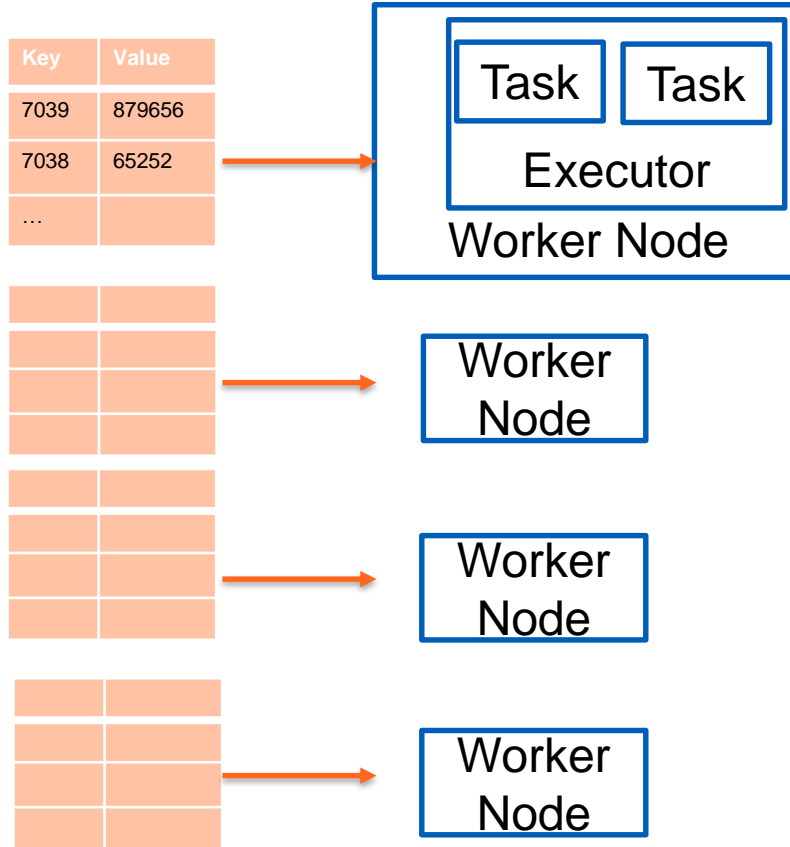 Key Value
7039 879656
7038 65252
…
Task Task
Executor
Worker Node
Worker
Node
Worker
Node
Worker
Node